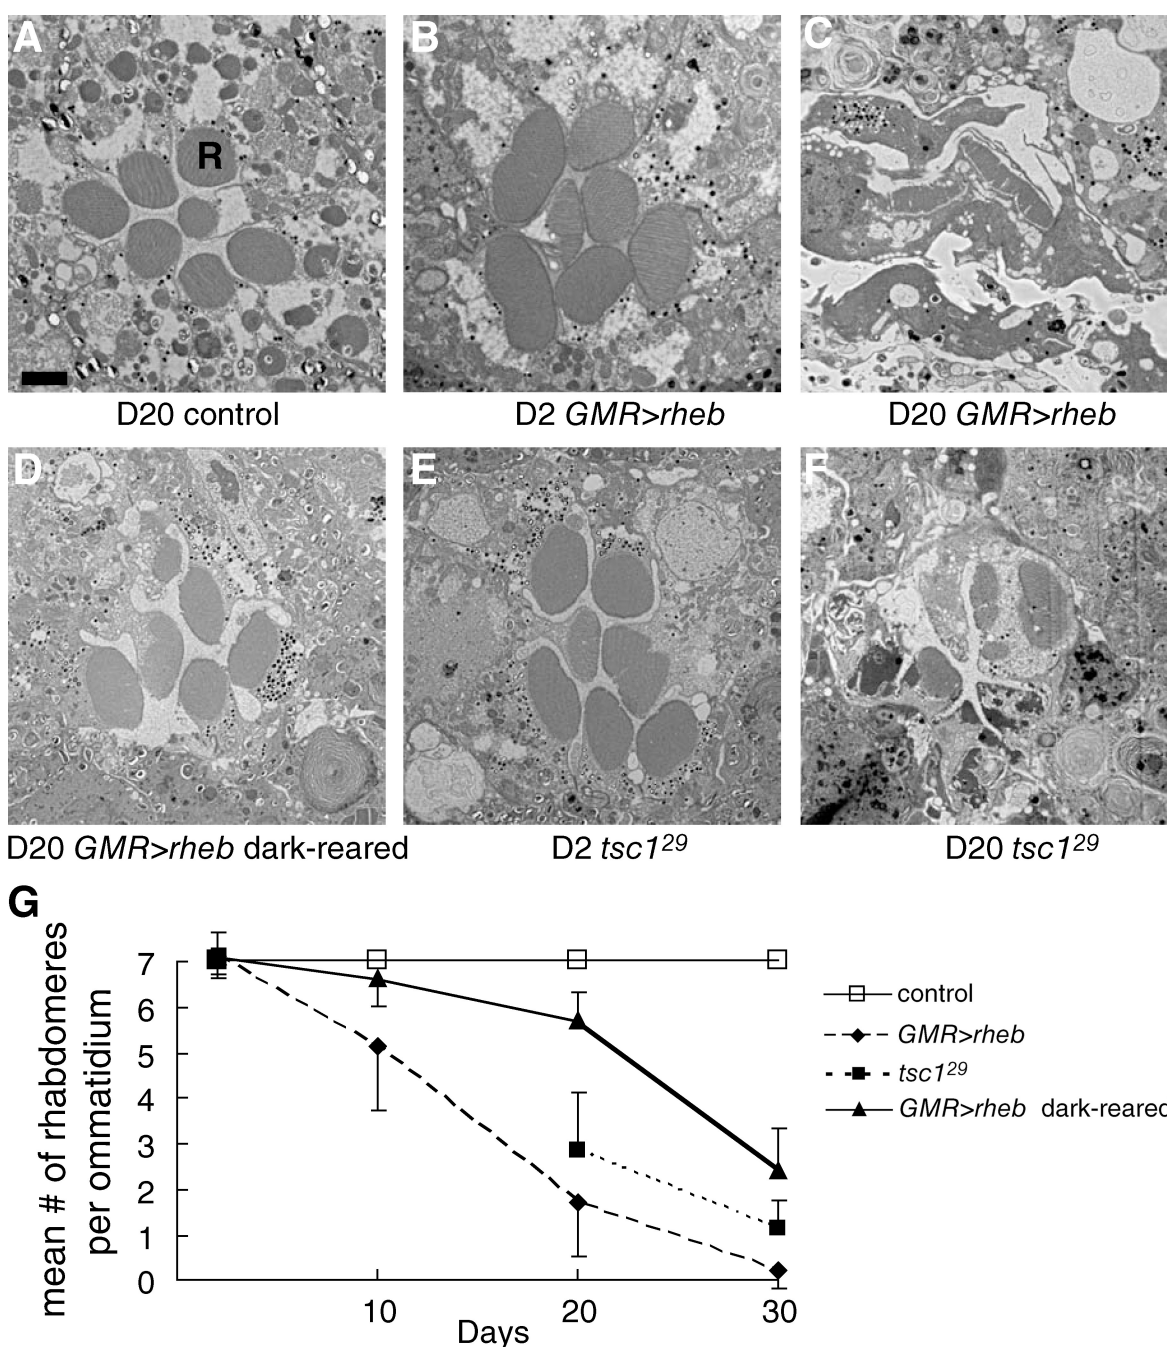 A
B
C
R
D20 control
D2 GMR>rheb
D20 GMR>rheb
D
E
F
D20 GMR>rheb dark-reared
D2 tsc1²⁹
D20 tsc1²⁹
G
mean # of rhabdomeres
per ommatidium
7
6
5
4
3
2
1
0
10
20
30
Days
control
GMR>rheb
tsc1²⁹
GMR>rheb dark-reared